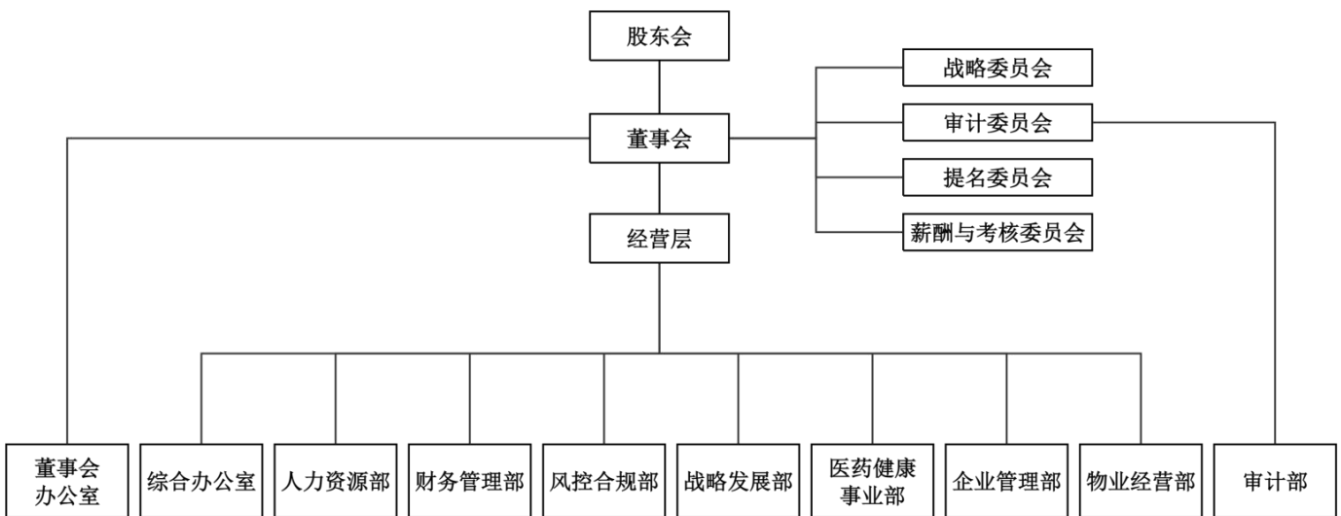 股东会
战略委员会
董事会
审计委员会
提名委员会
经营层
薪酬与考核委员会
董事会
办公室
综合办公室
人力资源部
财务管理部
风控合规部
战略发展部
医药健康
事业部
企业管理部
物业经营部
审计部